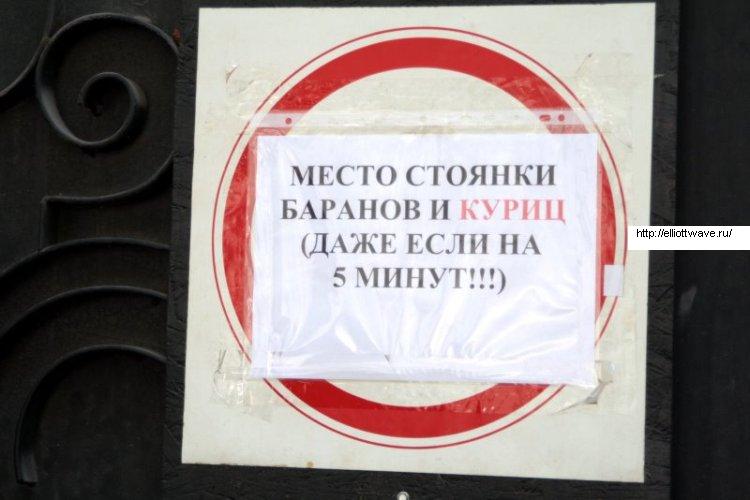 МЕСТО СТОЯНКИ
БАРАНОВ И КУРИЦ
(ДАЖЕ ЕСЛИ НА
5 МИНУТ!!!)
http://elliottwave.ru/